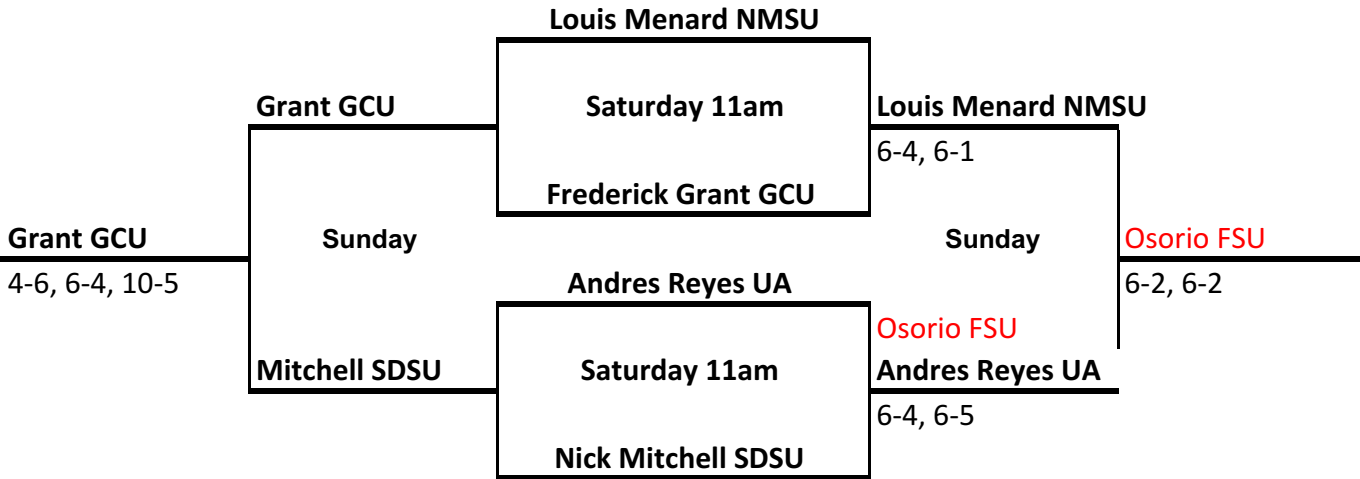 Louis Menard NMSU
Grant GCU
Saturday 11am
Louis Menard NMSU
6-4, 6-1
Frederick Grant GCU
Grant GCU
Sunday
Sunday
Osorio FSU
4-6, 6-4, 10-5
Andres Reyes UA
6-2, 6-2
Osorio FSU
Mitchell SDSU
Saturday 11am
Andres Reyes UA
6-4, 6-5
Nick Mitchell SDSU